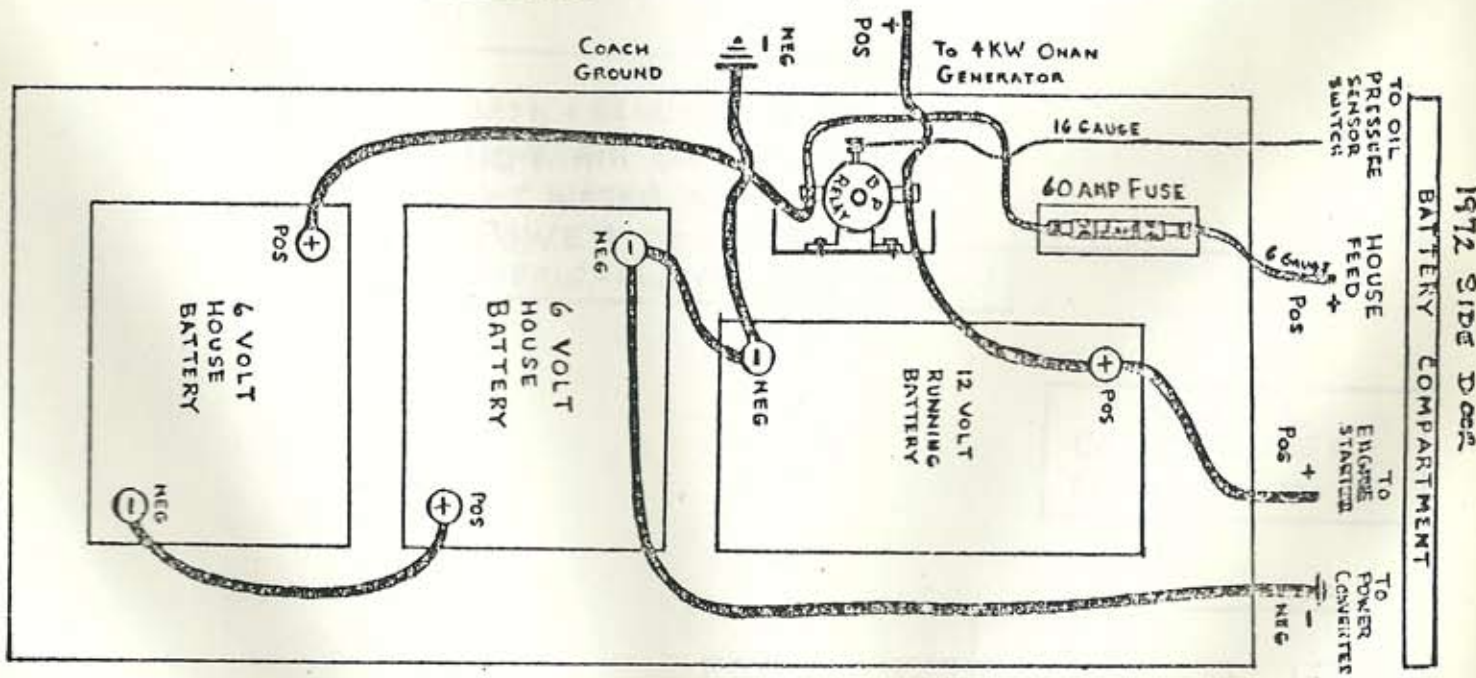 COACH
GROUND
NEG
-
POS
+
TO 4KW ONAN
GENERATOR
16 GAUGE
TO OIL
PRESSURE
SENSOR
SWITCH
60 AMP FUSE
RELAY
6 GAUGE
HOUSE
FEED
POS
+
1972 SIDE DOOR
BATTERY COMPARTMENT
+
POS
6 VOLT
HOUSE
BATTERY
-
NEG
-
NEG
6 VOLT
HOUSE
BATTERY
+
POS
-
NEG
12 VOLT
RUNNING
BATTERY
+
POS
TO
ENGINE
STARTER
POS
+
TO
POWER
CONVERTER
NEG
-